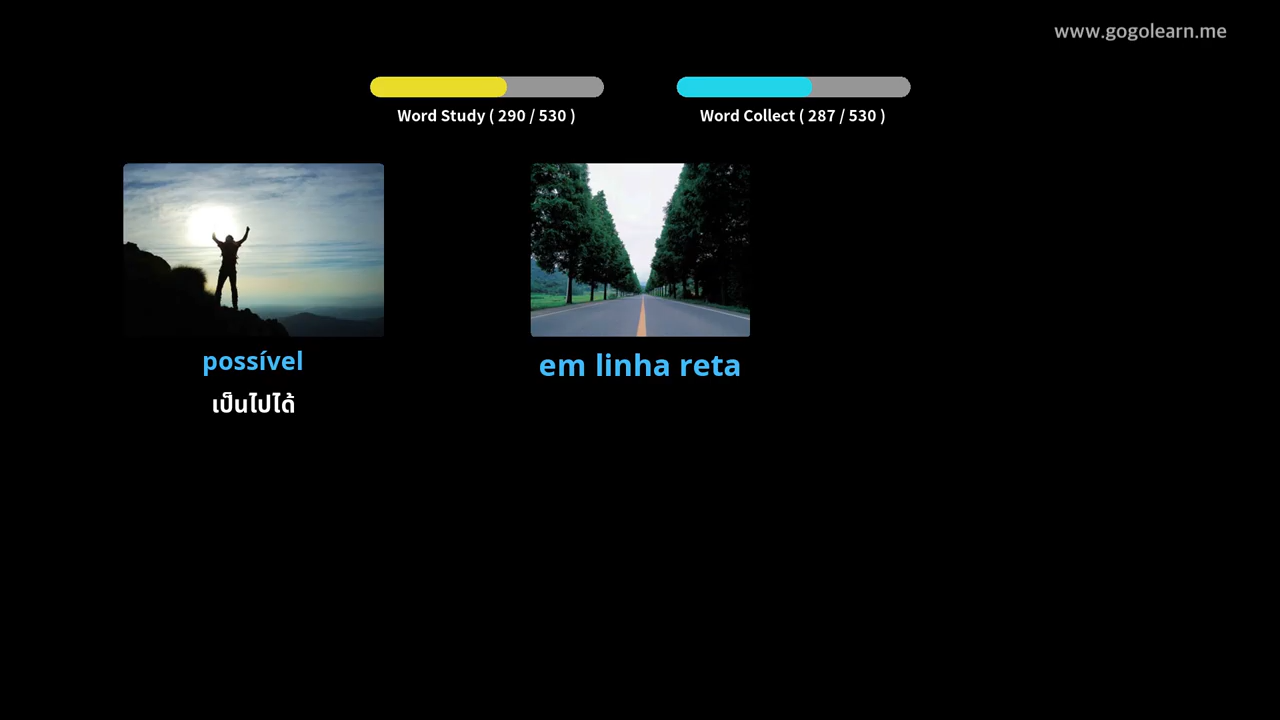 www.gogolearn.me
Word Study ( 290 / 530 )
Word Collect ( 287 / 530 )
possível
เป็นไปได้
em linha reta